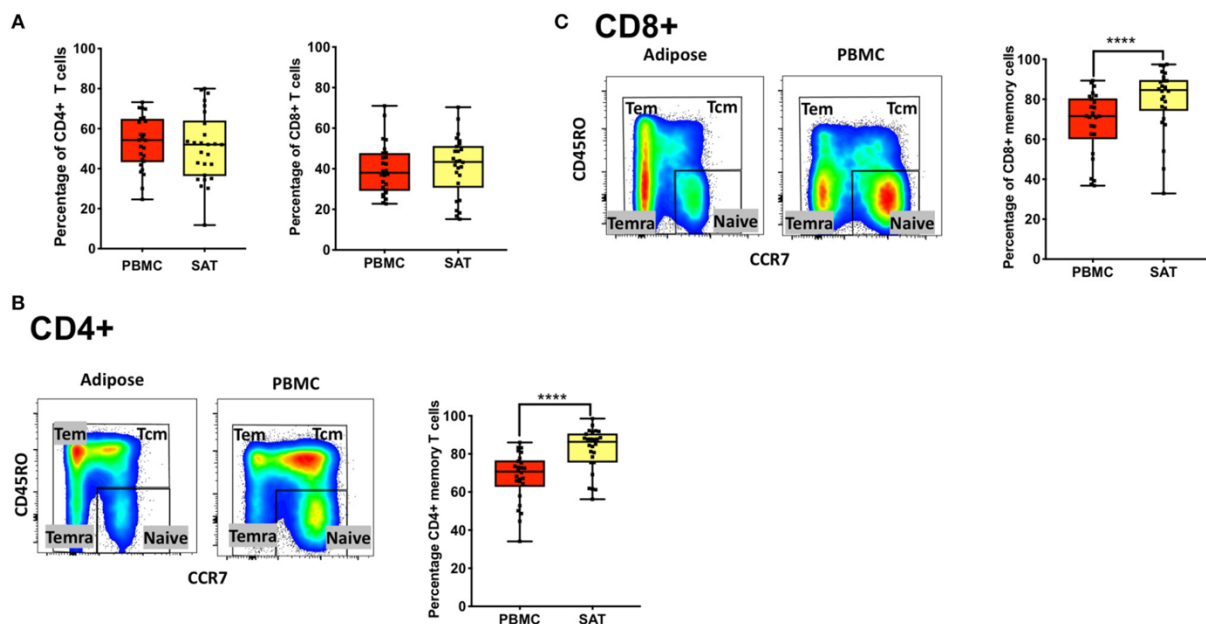 A
Percentage of CD4+ T cells
100
80
60
40
20
0
PBMC
SAT
Percentage of CD8+ T cells
100
80
60
40
20
0
PBMC
SAT
B
CD4+
Adipose
PBMC
CD45RO
Tem
Tcm
Temra
Naive
Tem
Tcm
Temra
Naive
CCR7
Percentage CD4+ memory T cells
100
80
60
40
20
0
****
PBMC
SAT
C
CD8+
Adipose
PBMC
CD45RO
Tem
Tcm
Temra
Naive
Tem
Tcm
Temra
Naive
CCR7
Percentage of CD8+ memory cells
100
80
60
40
20
0
****
PBMC
SAT